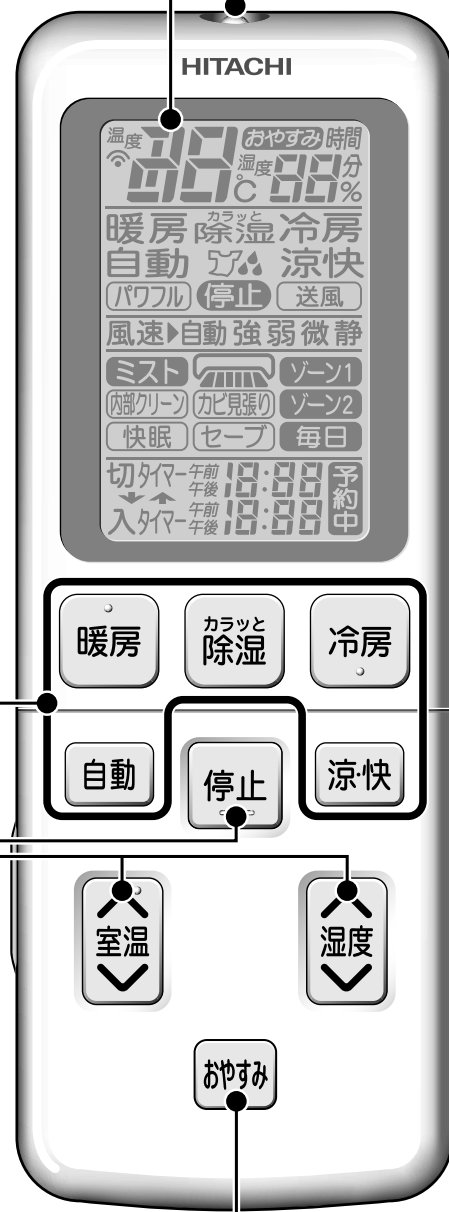 HITACHI
温度 88℃ おやすみ 時間
湿度 88 分 %
暖房 カラッと除湿 冷房
自動 涼快
パワフル 停止 送風
風速▶自動 強 弱 微 静
ミスト ゾーン1
内部クリーン カビ見張り ゾーン2
快眠 セーブ 毎日
切タイマー 午前 午後 18:88 予約中
入タイマー 午前 午後 18:88
暖房 カラッと除湿 冷房
自動 停止 涼・快
室温 湿度
おやすみ